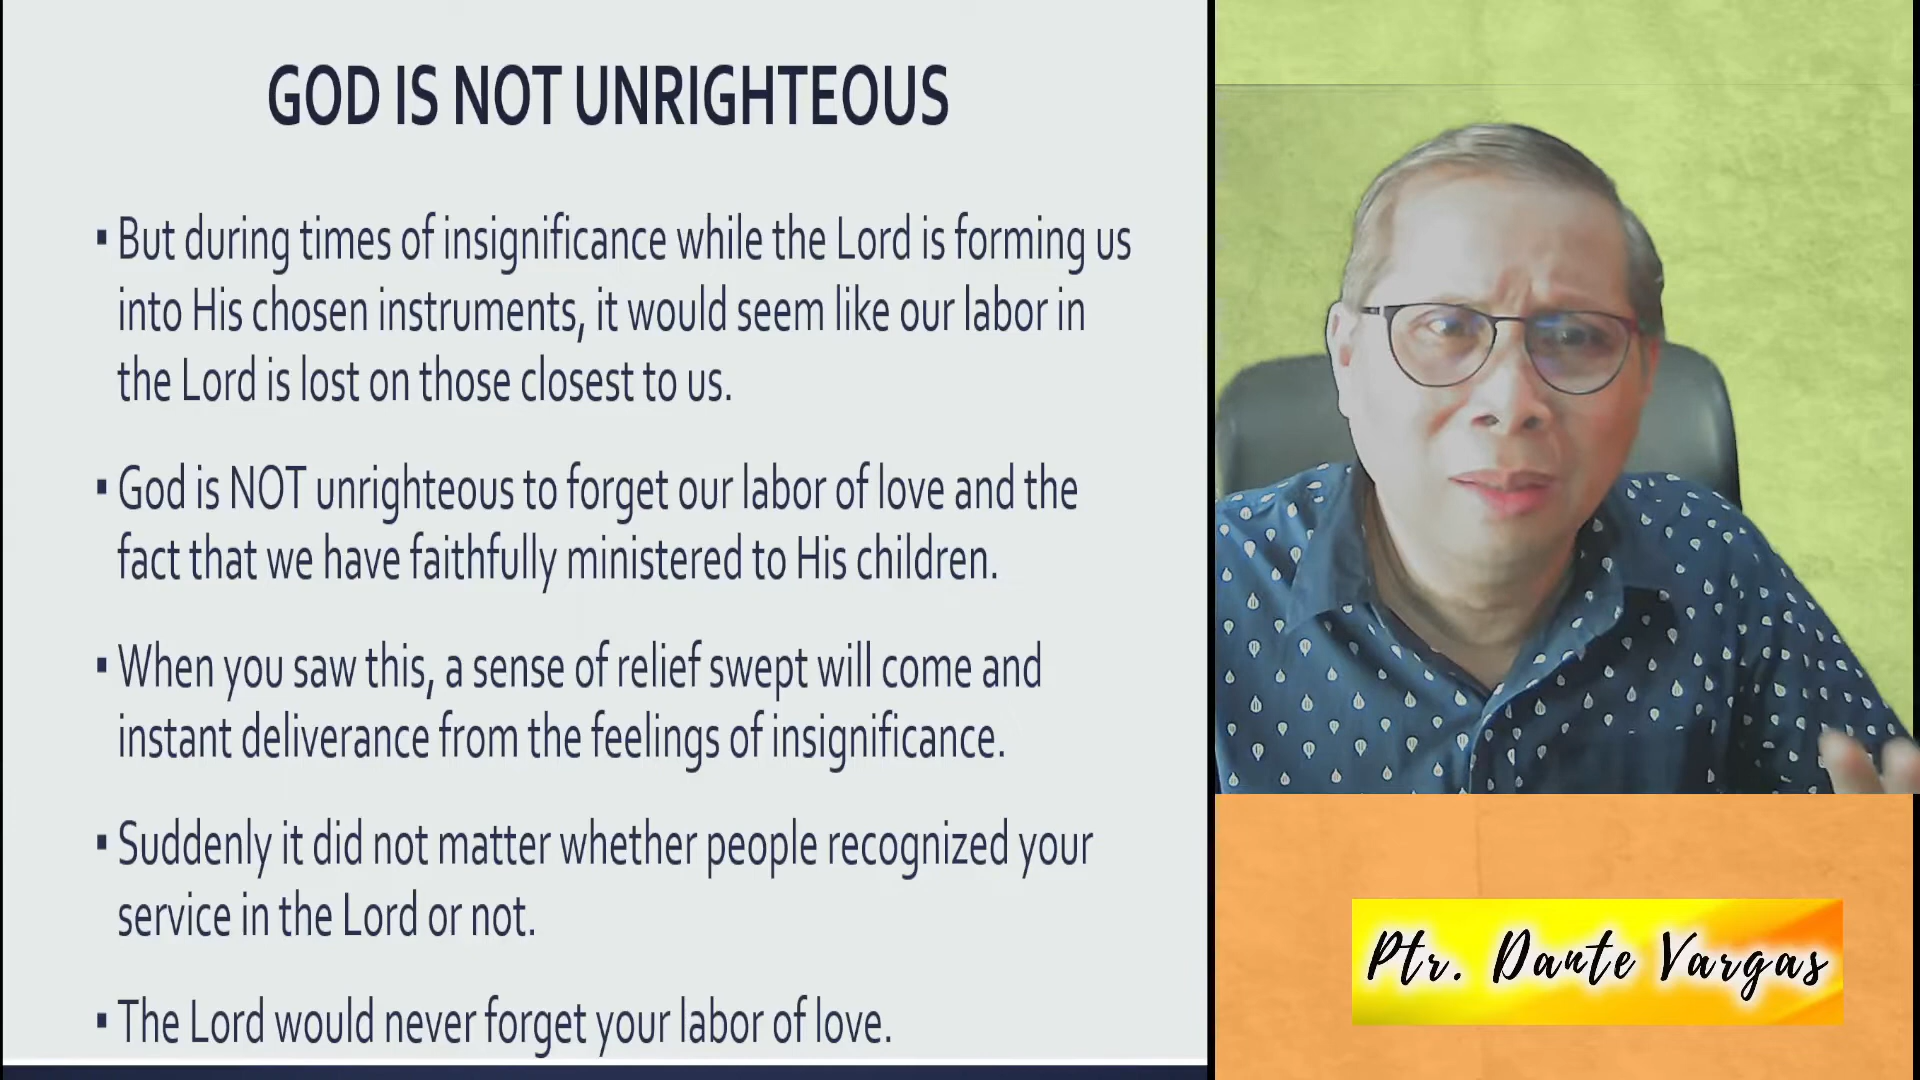 GOD IS NOT UNRIGHTEOUS
▪ But during times of insignificance while the Lord is forming us
into His chosen instruments, it would seem like our labor in
the Lord is lost on those closest to us.
▪ God is NOT unrighteous to forget our labor of love and the
fact that we have faithfully ministered to His children.
▪ When you saw this, a sense of relief swept will come and
instant deliverance from the feelings of insignificance.
▪ Suddenly it did not matter whether people recognized your
service in the Lord or not.
▪ The Lord would never forget your labor of love.
Ptr. Dante Vargas